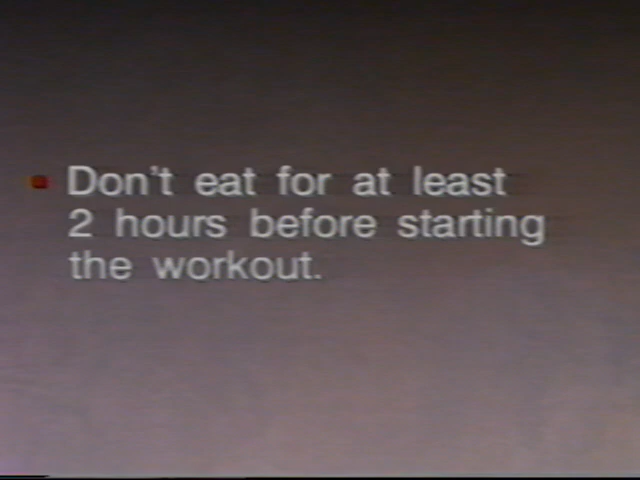 Don't eat for at least
2 hours before starting
the workout.